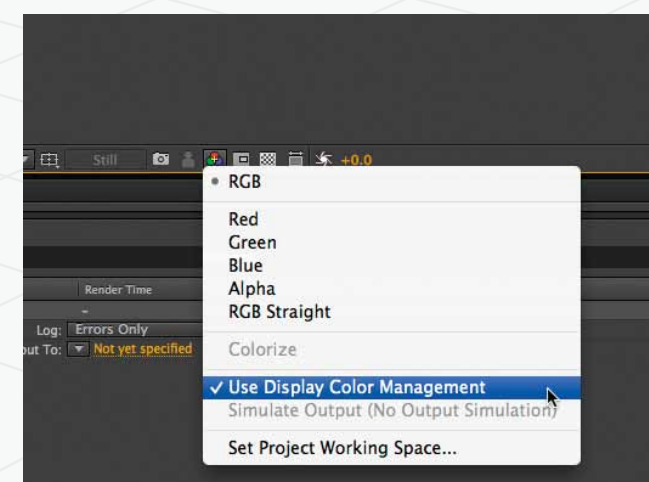 Still +0.0
RGB
Red
Green
Blue
Render Time
Alpha
RGB Straight
Log: Errors Only
ut To: Not yet specified
Colorize
✓ Use Display Color Management
Simulate Output (No Output Simulation)
Set Project Working Space...